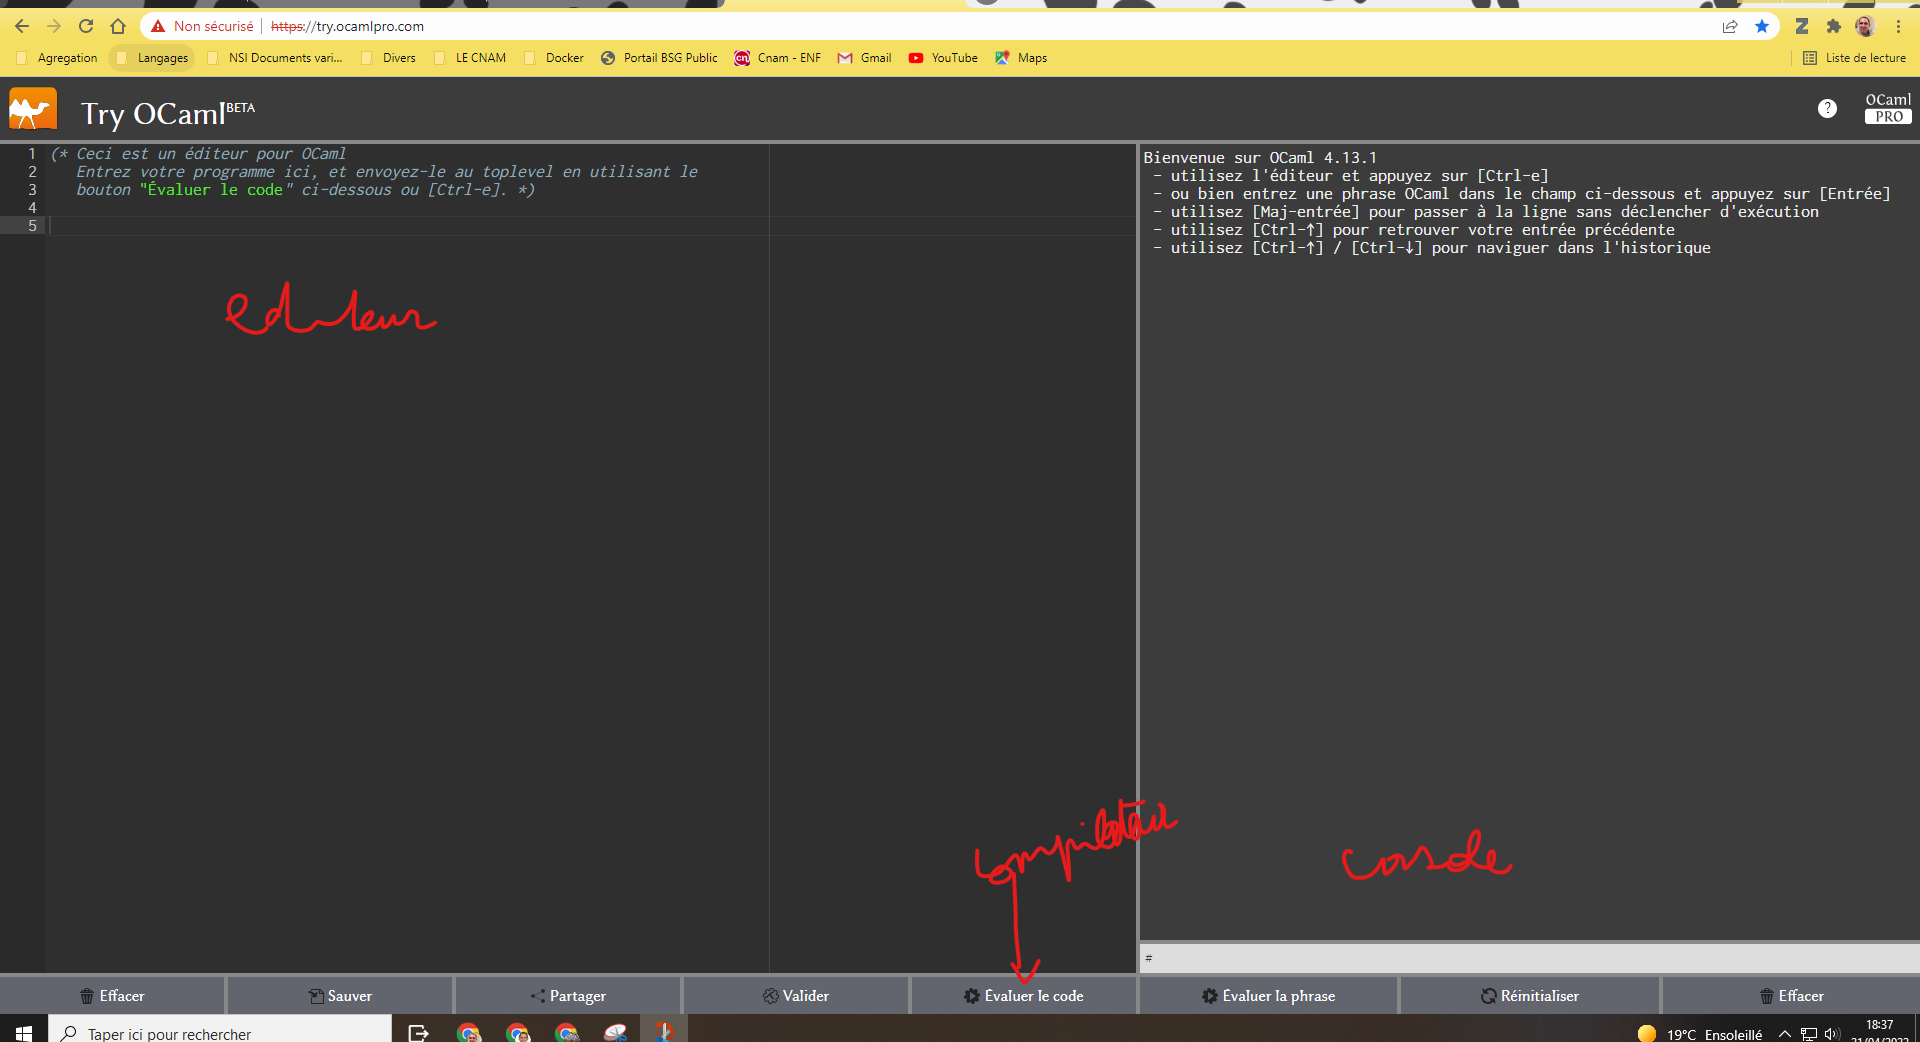 Non sécurisé https://try.ocamlpro.com
Agregation Langages NSI Documents vari... Divers LE CNAM Docker Portail BSG Public Cnam - ENF Gmail YouTube Maps Liste de lecture
Try OCaml BETA
? OCaml
PRO
1 (* Ceci est un éditeur pour OCaml
2 Entrez votre programme ici, et envoyez-le au toplevel en utilisant le
3 bouton "Évaluer le code" ci-dessous ou [Ctrl-e]. *)
4
5
Bienvenue sur OCaml 4.13.1
- utilisez l'éditeur et appuyez sur [Ctrl-e]
- ou bien entrez une phrase OCaml dans le champ ci-dessous et appuyez sur [Entrée]
- utilisez [Maj-entrée] pour passer à la ligne sans déclencher d'exécution
- utilisez [Ctrl-↑] pour retrouver votre entrée précédente
- utilisez [Ctrl-↑] / [Ctrl-↓] pour naviguer dans l'historique
editeur
console
#
Effacer Sauver Partager Valider Évaluer le code Évaluer la phrase Réinitialiser Effacer
Taper ici pour rechercher 19°C Ensoleillé 18:37